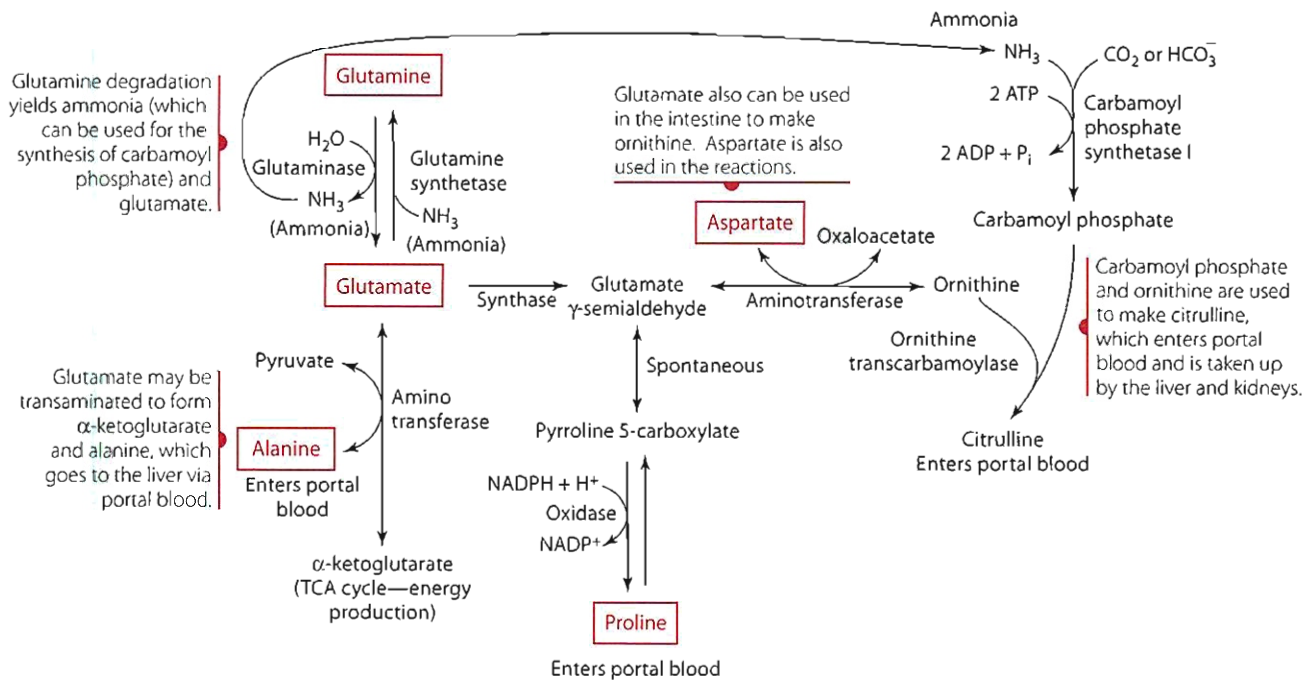 Ammonia
NH₃
CO₂ or HCO₃⁻
2 ATP
Carbamoyl
phosphate
synthetase I
2 ADP + Pᵢ
Carbamoyl phosphate
Glutamine degradation
yields ammonia (which
can be used for the
synthesis of carbamoyl
phosphate) and
glutamate.
Glutamine
H₂O
Glutaminase
NH₃
(Ammonia)
Glutamine
synthetase
NH₃
(Ammonia)
Glutamate also can be used
in the intestine to make
ornithine. Aspartate is also
used in the reactions.
Aspartate
Oxaloacetate
Glutamate
Synthase
Glutamate
γ-semialdehyde
Aminotransferase
Ornithine
Ornithine
transcarbamoylase
Carbamoyl phosphate
and ornithine are used
to make citrulline,
which enters portal
blood and is taken up
by the liver and kidneys.
Citrulline
Enters portal blood
Glutamate may be
transaminated to form
α-ketoglutarate
and alanine, which
goes to the liver via
portal blood.
Pyruvate
Amino
transferase
Alanine
Enters portal
blood
α-ketoglutarate
(TCA cycle—energy
production)
Spontaneous
Pyrroline 5-carboxylate
NADPH + H⁺
Oxidase
NADP⁺
Proline
Enters portal blood